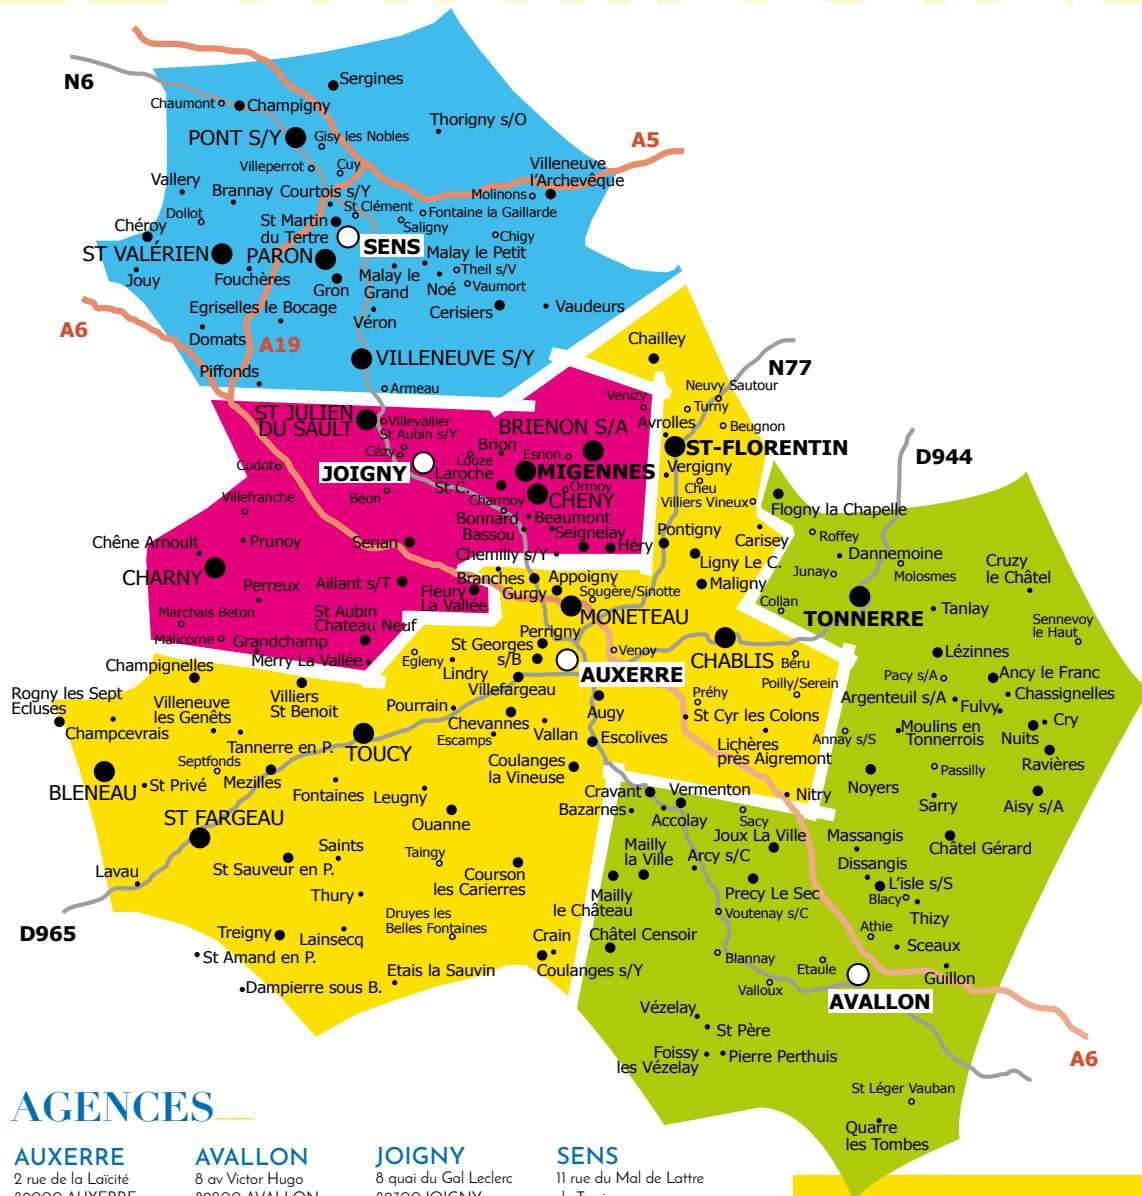 N6
Sergines
Chaumont
Champigny
Thorigny s/O
PONT S/Y
Gisy les Nobles
A5
Villeperrot
Cuy
Villeneuve
l'Archevêque
Vallery
Brannay
Courtois s/Y
Molinons
Dollot
St Clément
Fontaine la Gaillarde
Chéroy
St Martin
du Tertre
Saligny
Chigy
SENS
ST VALÉRIEN
PARON
Malay le Petit
Jouy
Fouchères
Gron
Malay le
Grand
Theil s/V
Noé
Vaumort
Egriselles le Bocage
Véron
Cerisiers
Vaudeurs
A6
Domats
A19
VILLENEUVE S/Y
Piffonds
Armeau
Chailley
N77
Neuvy Sautour
Venizy
Turny
ST JULIEN
DU SAULT
Villevallier
St Aubin s/Y
BRIENON S/A
Avrolles
Beugnon
Cézy
Brion
ST-FLORENTIN
Looze
Esnon
D944
Cudot
JOIGNY
Laroche
St C.
MIGENNES
Vergigny
Cheu
Villefranche
Béon
Charmoy
Ormoy
CHENY
Villiers Vineux
Flogny la Chapelle
Bonnard
Beaumont
Bassou
Seignelay
Pontigny
Carisey
Roffey
Chêne Arnoult
Prunoy
Senan
Chemilly s/Y
Héry
Ligny Le C.
Dannemoine
Cruzy
le Châtel
CHARNY
Junay
Molosmes
Perreux
Aillant s/T
Fleury
La Vallée
Branches
Appoigny
Gurgy
Sougère/Sinotte
Maligny
Collan
Marchais Beton
St Aubin
Chateau Neuf
MONETEAU
TONNERRE
Tanlay
Sennevoy
le Haut
Malicorne
Grandchamp
Perrigny
St Georges
s/B
Merry La Vallée
Egleny
Venoy
CHABLIS
Béru
Lézinnes
Champignelles
Lindry
AUXERRE
Pacy s/A
Ancy le Franc
Rogny les Sept
Ecluses
Villiers
St Benoit
Villefargeau
Poilly/Serein
Préhy
Argenteuil s/A
Chassignelles
Villeneuve
les Genêts
Pourrain
Augy
St Cyr les Colons
Fulvy
Champcevrais
Chevannes
Vallan
Cry
Tannerre en P.
TOUCY
Escamps
Escolives
Annay s/S
Moulins en
Tonnerrois
Nuits
Septfonds
Lichères
près Aigremont
Ravières
BLENEAU
St Privé
Mezilles
Coulanges
la Vineuse
Passilly
Fontaines
Leugny
Cravant
Vermenton
Nitry
Noyers
ST FARGEAU
Ouanne
Bazarnes
Accolay
Sarry
Aisy s/A
Sacy
Joux La Ville
Massangis
Saints
Taingy
Mailly
la Ville
Châtel Gérard
Lavau
St Sauveur en P.
Courson
les Carierres
Arcy s/C
Dissangis
Thury
Mailly
le Château
Precy Le Sec
L'isle s/S
Blacy
D965
Druyes les
Belles Fontaines
Voutenay s/C
Thizy
Treigny
Lainsecq
Crain
Châtel Censoir
Athie
St Amand en P.
Sceaux
Etais la Sauvin
Coulanges s/Y
Blannay
Etaule
Dampierre sous B.
Valloux
Guillon
AVALLON
Vézelay
St Père
Foissy
les Vézelay
Pierre Perthuis
A6
St Léger Vauban
Quarre
les Tombes
AGENCES
AUXERRE
2 rue de la Laïcité
89000 AUXERRE
AVALLON
8 av Victor Hugo
89200 AVALLON
JOIGNY
8 quai du Gal Leclerc
89300 JOIGNY
SENS
11 rue du Mal de Lattre